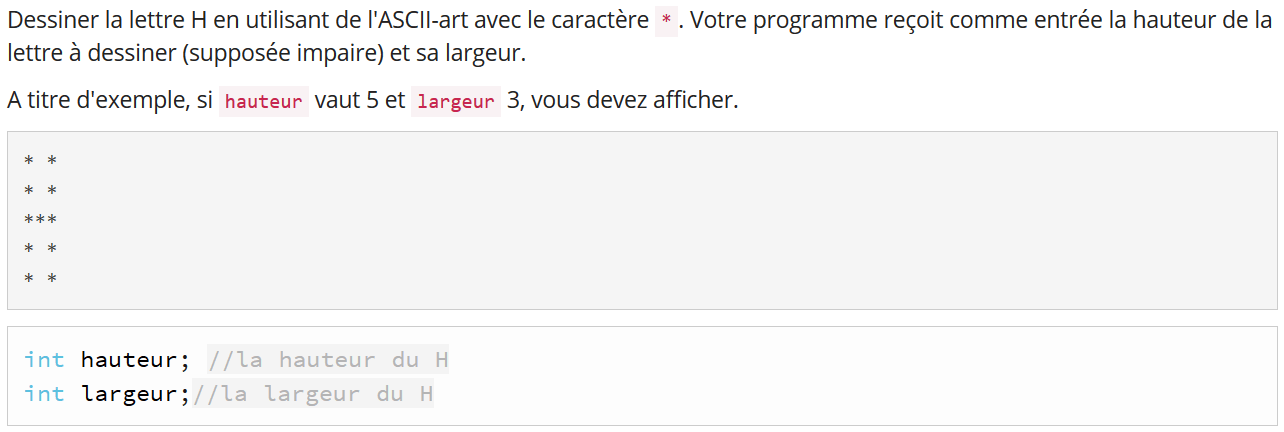 Dessiner la lettre H en utilisant de l'ASCII-art avec le caractère *. Votre programme reçoit comme entrée la hauteur de la
lettre à dessiner (supposée impaire) et sa largeur.
A titre d'exemple, si hauteur vaut 5 et largeur 3, vous devez afficher.
* *
* *
***
* *
* *
int hauteur; //la hauteur du H
int largeur;//la largeur du H